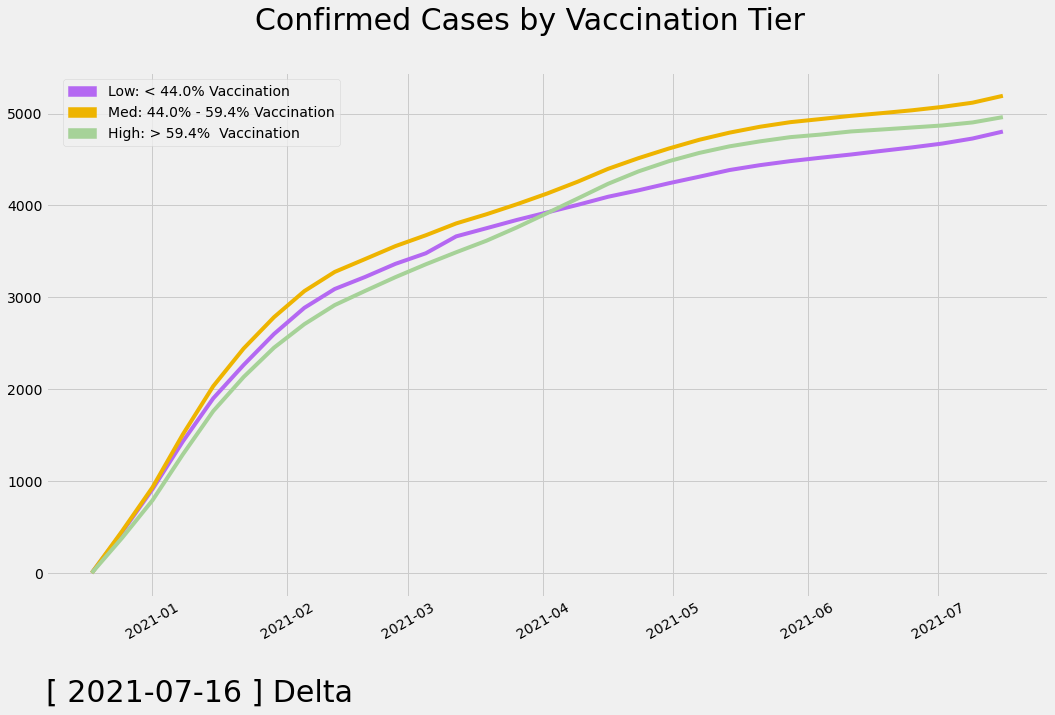 Confirmed Cases by Vaccination Tier
Low: < 44.0% Vaccination
Med: 44.0% - 59.4% Vaccination
High: > 59.4%  Vaccination
5000
4000
3000
2000
1000
0
2021-01
2021-02
2021-03
2021-04
2021-05
2021-06
2021-07
[ 2021-07-16 ] Delta